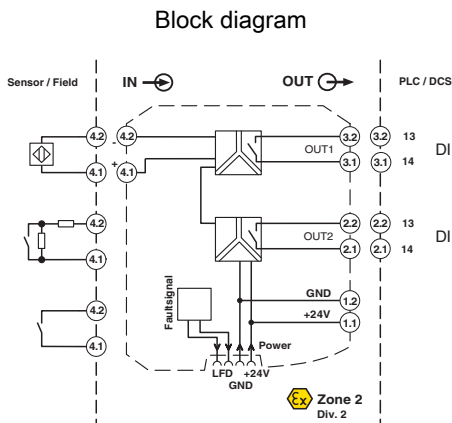 Block diagram
Sensor / Field
IN
OUT
PLC / DCS
4.2
4.2
-
3.2
3.2
13
OUT1
DI
4.1
+
4.1
3.1
3.1
14
4.2
2.2
2.2
13
OUT2
DI
4.1
2.1
2.1
14
Faultsignal
GND
1.2
4.2
+24V
1.1
4.1
Power
LFD
+24V
GND
Ex
Zone 2
Div. 2